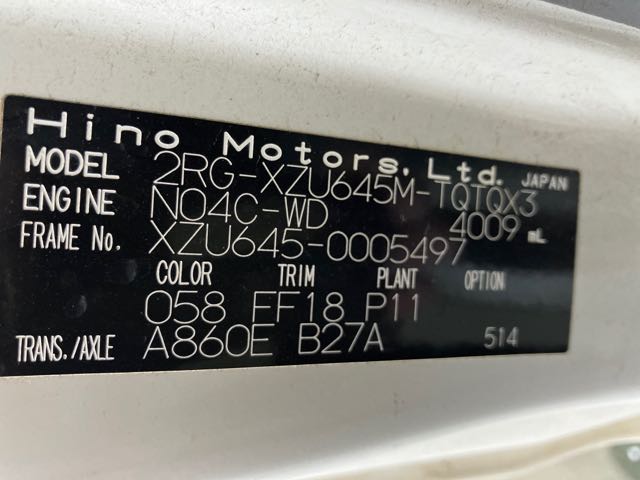 Hino Motors, Ltd. JAPAN
MODEL 2RG-XZU645M-TQTQX3
ENGINE N04C-WD 4009 mL
FRAME No. XZU645-0005497
COLOR TRIM PLANT OPTION
058 FF18 P11
TRANS./AXLE A860E B27A 514